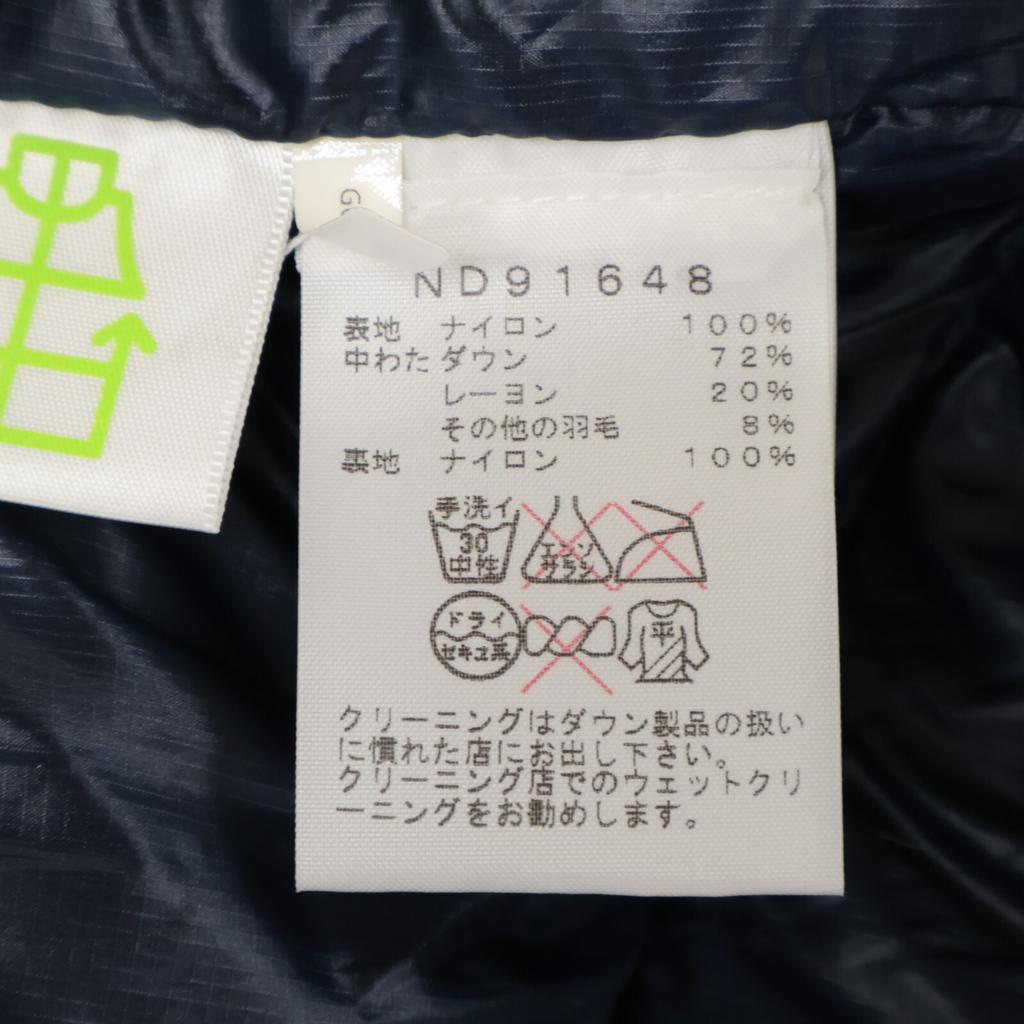 ND91648
表地 ナイロン 100%
中わた ダウン 72%
レーヨン 20%
その他の羽毛 8%
裏地 ナイロン 100%
手洗イ
30
中性
エンソ
サラシ
ドライ
セキユ系
平
クリーニングはダウン製品の扱い
に慣れた店にお出し下さい。
クリーニング店でのウェットクリ
ーニングをお勧めします。